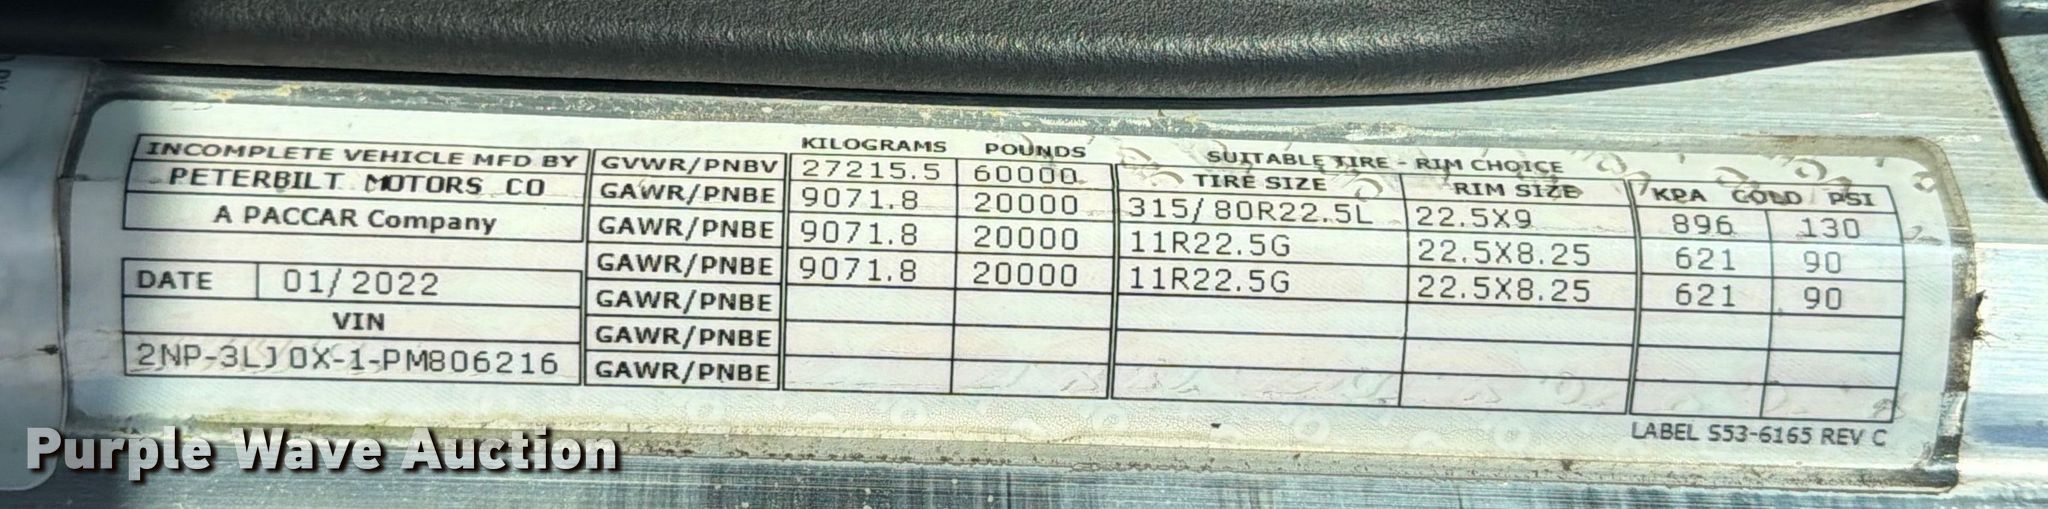 KILOGRAMS POUNDS SUITABLE TIRE - RIM CHOICE
INCOMPLETE VEHICLE MFD BY GVWR/PNBV 27215.5 60000 TIRE SIZE RIM SIZE KPA COLD PSI
PETERBILT MOTORS CO GAWR/PNBE 9071.8 20000 315/80R22.5L 22.5X9 896 130
A PACCAR Company GAWR/PNBE 9071.8 20000 11R22.5G 22.5X8.25 621 90
GAWR/PNBE 9071.8 20000 11R22.5G 22.5X8.25 621 90
DATE 01/2022 GAWR/PNBE
VIN GAWR/PNBE
2NP-3LJ0X-1-PM806216 GAWR/PNBE
LABEL S53-6165 REV C
Purple Wave Auction